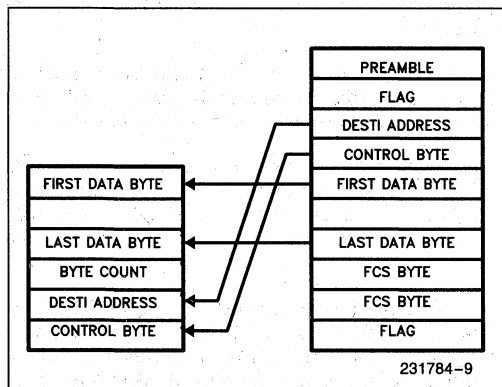 PREAMBLE
FLAG
DESTI ADDRESS
CONTROL BYTE
FIRST DATA BYTE
LAST DATA BYTE
FCS BYTE
FCS BYTE
FLAG
FIRST DATA BYTE
LAST DATA BYTE
BYTE COUNT
DESTI ADDRESS
CONTROL BYTE
231784-9